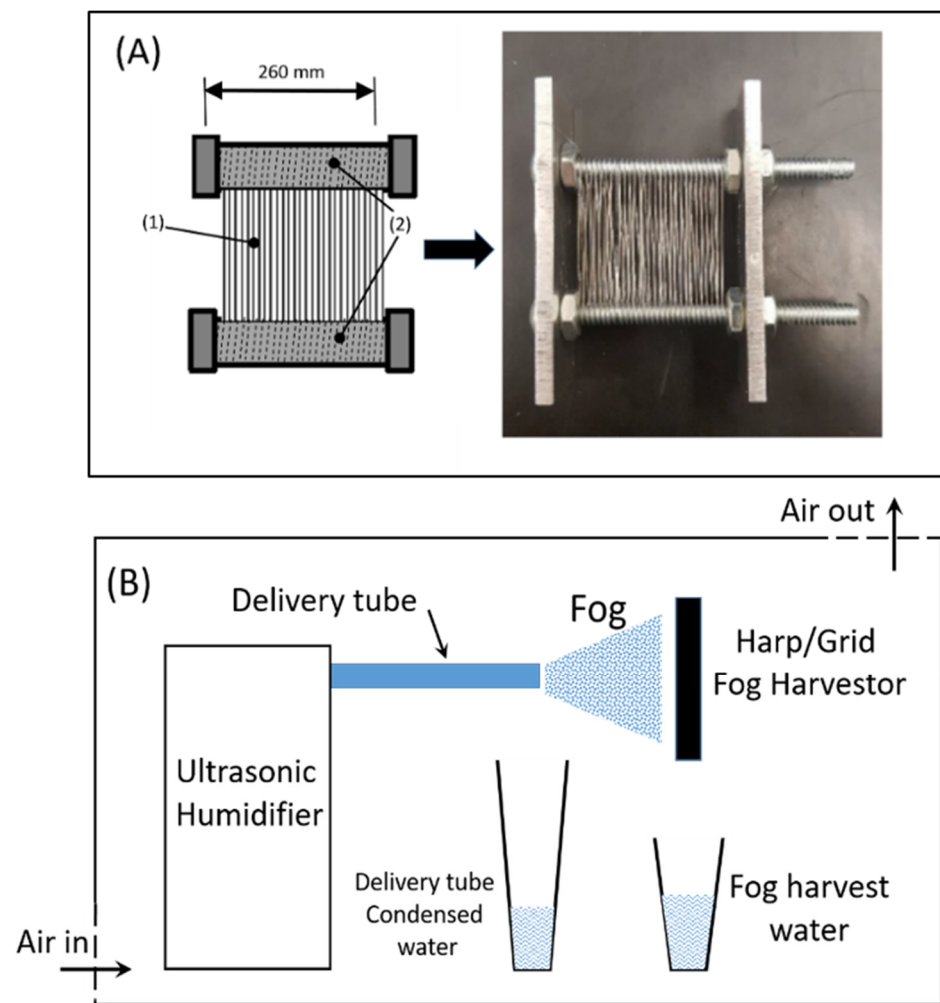 (A)
260 mm
(1)
(2)
Air out
(B)
Delivery tube
Fog
Harp/Grid
Fog Harvestor
Ultrasonic
Humidifier
Delivery tube
Condensed
water
Fog harvest
water
Air in